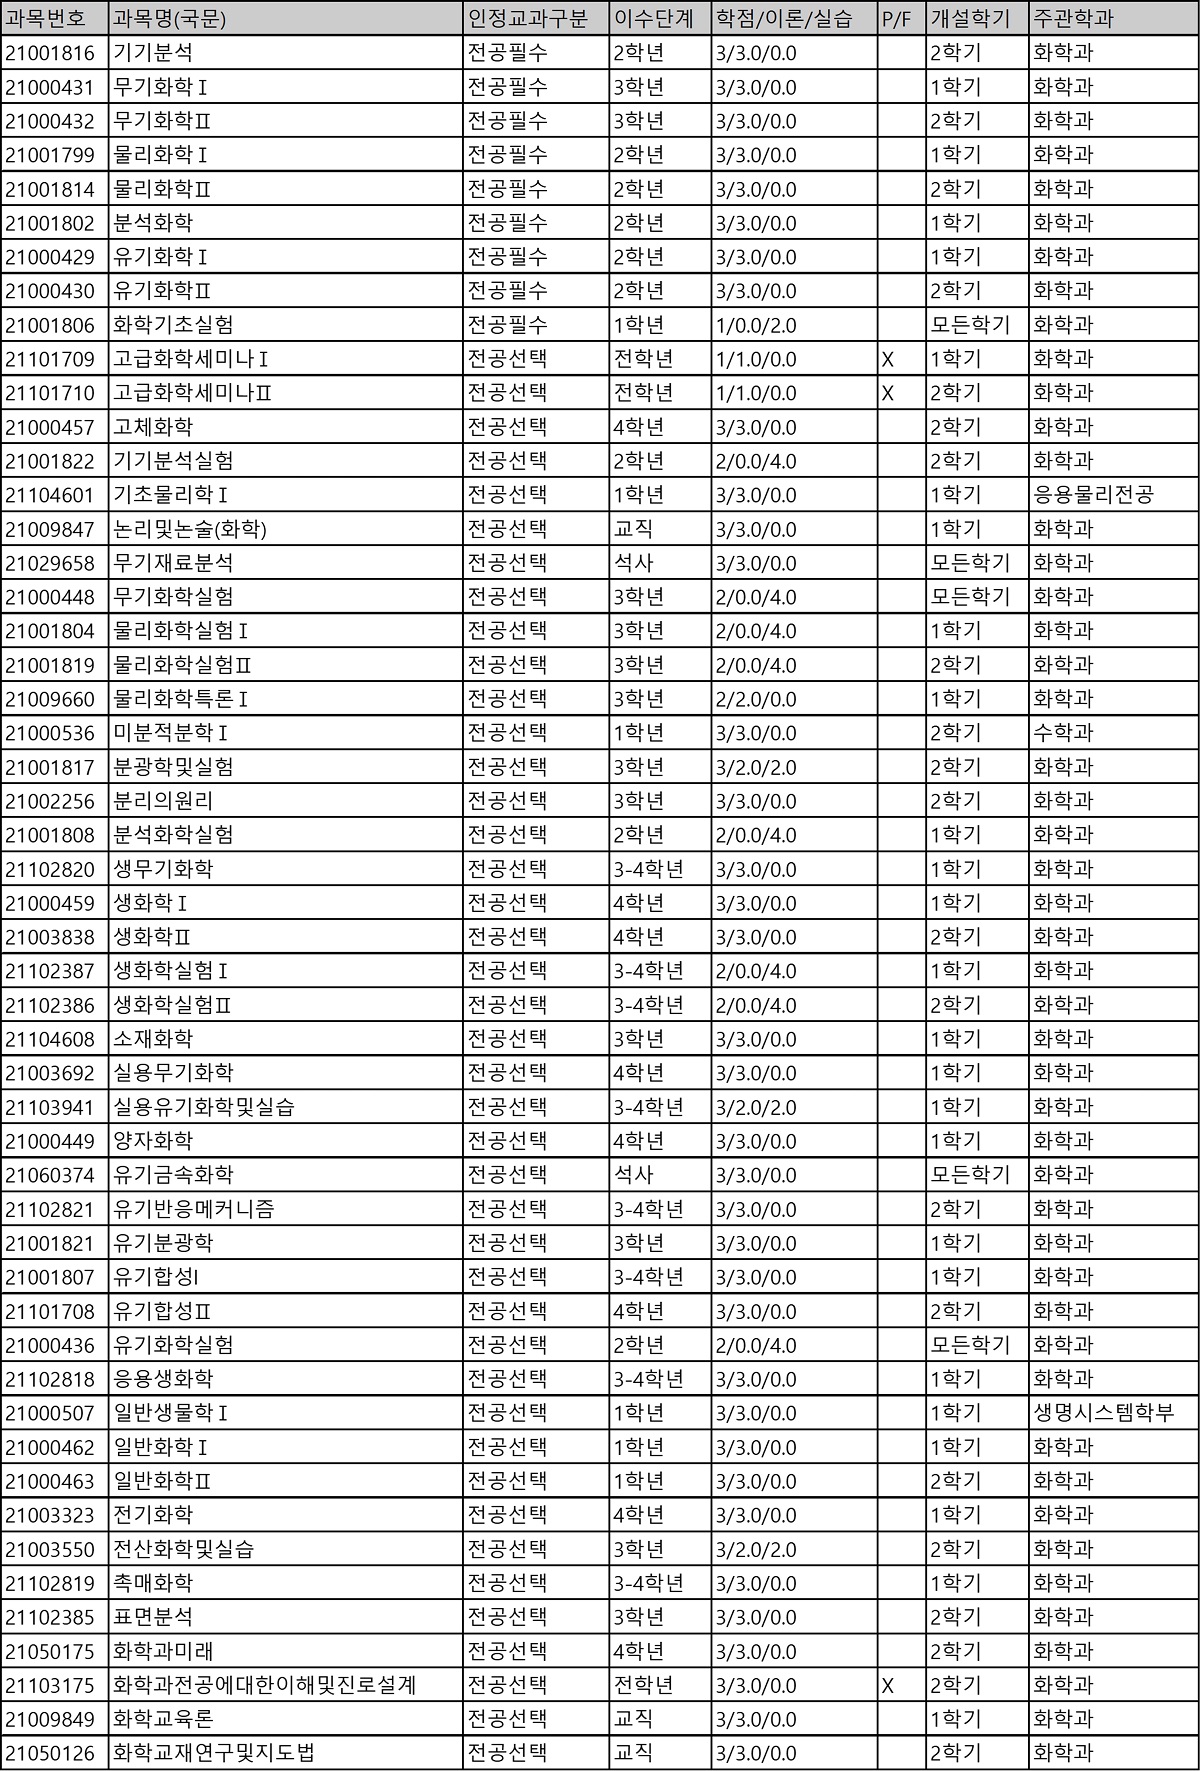 과목번호 과목명(국문) 인정교과구분 이수단계 학점/이론/실습 P/F 개설학기 주관학과
21001816 기기분석 전공필수 2학년 3/3.0/0.0 2학기 화학과
21000431 무기화학Ⅰ 전공필수 3학년 3/3.0/0.0 1학기 화학과
21000432 무기화학Ⅱ 전공필수 3학년 3/3.0/0.0 2학기 화학과
21001799 물리화학Ⅰ 전공필수 2학년 3/3.0/0.0 1학기 화학과
21001814 물리화학Ⅱ 전공필수 2학년 3/3.0/0.0 2학기 화학과
21001802 분석화학 전공필수 2학년 3/3.0/0.0 1학기 화학과
21000429 유기화학Ⅰ 전공필수 2학년 3/3.0/0.0 1학기 화학과
21000430 유기화학Ⅱ 전공필수 2학년 3/3.0/0.0 2학기 화학과
21001806 화학기초실험 전공필수 1학년 1/0.0/2.0 모든학기 화학과
21101709 고급화학세미나Ⅰ 전공선택 전학년 1/1.0/0.0 X 1학기 화학과
21101710 고급화학세미나Ⅱ 전공선택 전학년 1/1.0/0.0 X 2학기 화학과
21000457 고체화학 전공선택 4학년 3/3.0/0.0 2학기 화학과
21001822 기기분석실험 전공선택 2학년 2/0.0/4.0 2학기 화학과
21104601 기초물리학Ⅰ 전공선택 1학년 3/3.0/0.0 1학기 응용물리전공
21009847 논리및논술(화학) 전공선택 교직 3/3.0/0.0 1학기 화학과
21029658 무기재료분석 전공선택 석사 3/3.0/0.0 모든학기 화학과
21000448 무기화학실험 전공선택 3학년 2/0.0/4.0 모든학기 화학과
21001804 물리화학실험Ⅰ 전공선택 3학년 2/0.0/4.0 1학기 화학과
21001819 물리화학실험Ⅱ 전공선택 3학년 2/0.0/4.0 2학기 화학과
21009660 물리화학특론Ⅰ 전공선택 3학년 2/2.0/0.0 1학기 화학과
21000536 미분적분학Ⅰ 전공선택 1학년 3/3.0/0.0 2학기 수학과
21001817 분광학및실험 전공선택 3학년 3/2.0/2.0 2학기 화학과
21002256 분리의원리 전공선택 3학년 3/3.0/0.0 2학기 화학과
21001808 분석화학실험 전공선택 2학년 2/0.0/4.0 1학기 화학과
21102820 생무기화학 전공선택 3-4학년 3/3.0/0.0 1학기 화학과
21000459 생화학Ⅰ 전공선택 4학년 3/3.0/0.0 1학기 화학과
21003838 생화학Ⅱ 전공선택 4학년 3/3.0/0.0 2학기 화학과
21102387 생화학실험Ⅰ 전공선택 3-4학년 2/0.0/4.0 1학기 화학과
21102386 생화학실험Ⅱ 전공선택 3-4학년 2/0.0/4.0 2학기 화학과
21104608 소재화학 전공선택 3학년 3/3.0/0.0 1학기 화학과
21003692 실용무기화학 전공선택 4학년 3/3.0/0.0 1학기 화학과
21103941 실용유기화학및실습 전공선택 3-4학년 3/2.0/2.0 1학기 화학과
21000449 양자화학 전공선택 4학년 3/3.0/0.0 1학기 화학과
21060374 유기금속화학 전공선택 석사 3/3.0/0.0 모든학기 화학과
21102821 유기반응메커니즘 전공선택 3-4학년 3/3.0/0.0 2학기 화학과
21001821 유기분광학 전공선택 3학년 3/3.0/0.0 1학기 화학과
21001807 유기합성I 전공선택 3-4학년 3/3.0/0.0 1학기 화학과
21101708 유기합성Ⅱ 전공선택 4학년 3/3.0/0.0 2학기 화학과
21000436 유기화학실험 전공선택 2학년 2/0.0/4.0 모든학기 화학과
21102818 응용생화학 전공선택 3-4학년 3/3.0/0.0 1학기 화학과
21000507 일반생물학Ⅰ 전공선택 1학년 3/3.0/0.0 1학기 생명시스템학부
21000462 일반화학Ⅰ 전공선택 1학년 3/3.0/0.0 1학기 화학과
21000463 일반화학Ⅱ 전공선택 1학년 3/3.0/0.0 2학기 화학과
21003323 전기화학 전공선택 4학년 3/3.0/0.0 1학기 화학과
21003550 전산화학및실습 전공선택 3학년 3/2.0/2.0 2학기 화학과
21102819 촉매화학 전공선택 3-4학년 3/3.0/0.0 1학기 화학과
21102385 표면분석 전공선택 3학년 3/3.0/0.0 2학기 화학과
21050175 화학과미래 전공선택 4학년 3/3.0/0.0 2학기 화학과
21103175 화학과전공에대한이해및진로설계 전공선택 전학년 3/3.0/0.0 X 2학기 화학과
21009849 화학교육론 전공선택 교직 3/3.0/0.0 1학기 화학과
21050126 화학교재연구및지도법 전공선택 교직 3/3.0/0.0 2학기 화학과